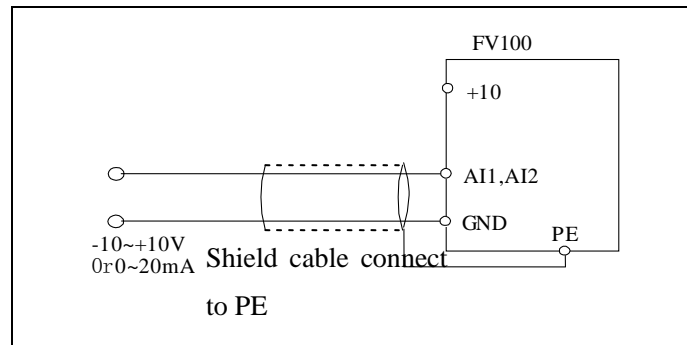 FV100
+10
AI1,AI2
GND
PE
-10~+10V
0r0~20mA
Shield cable connect
to PE